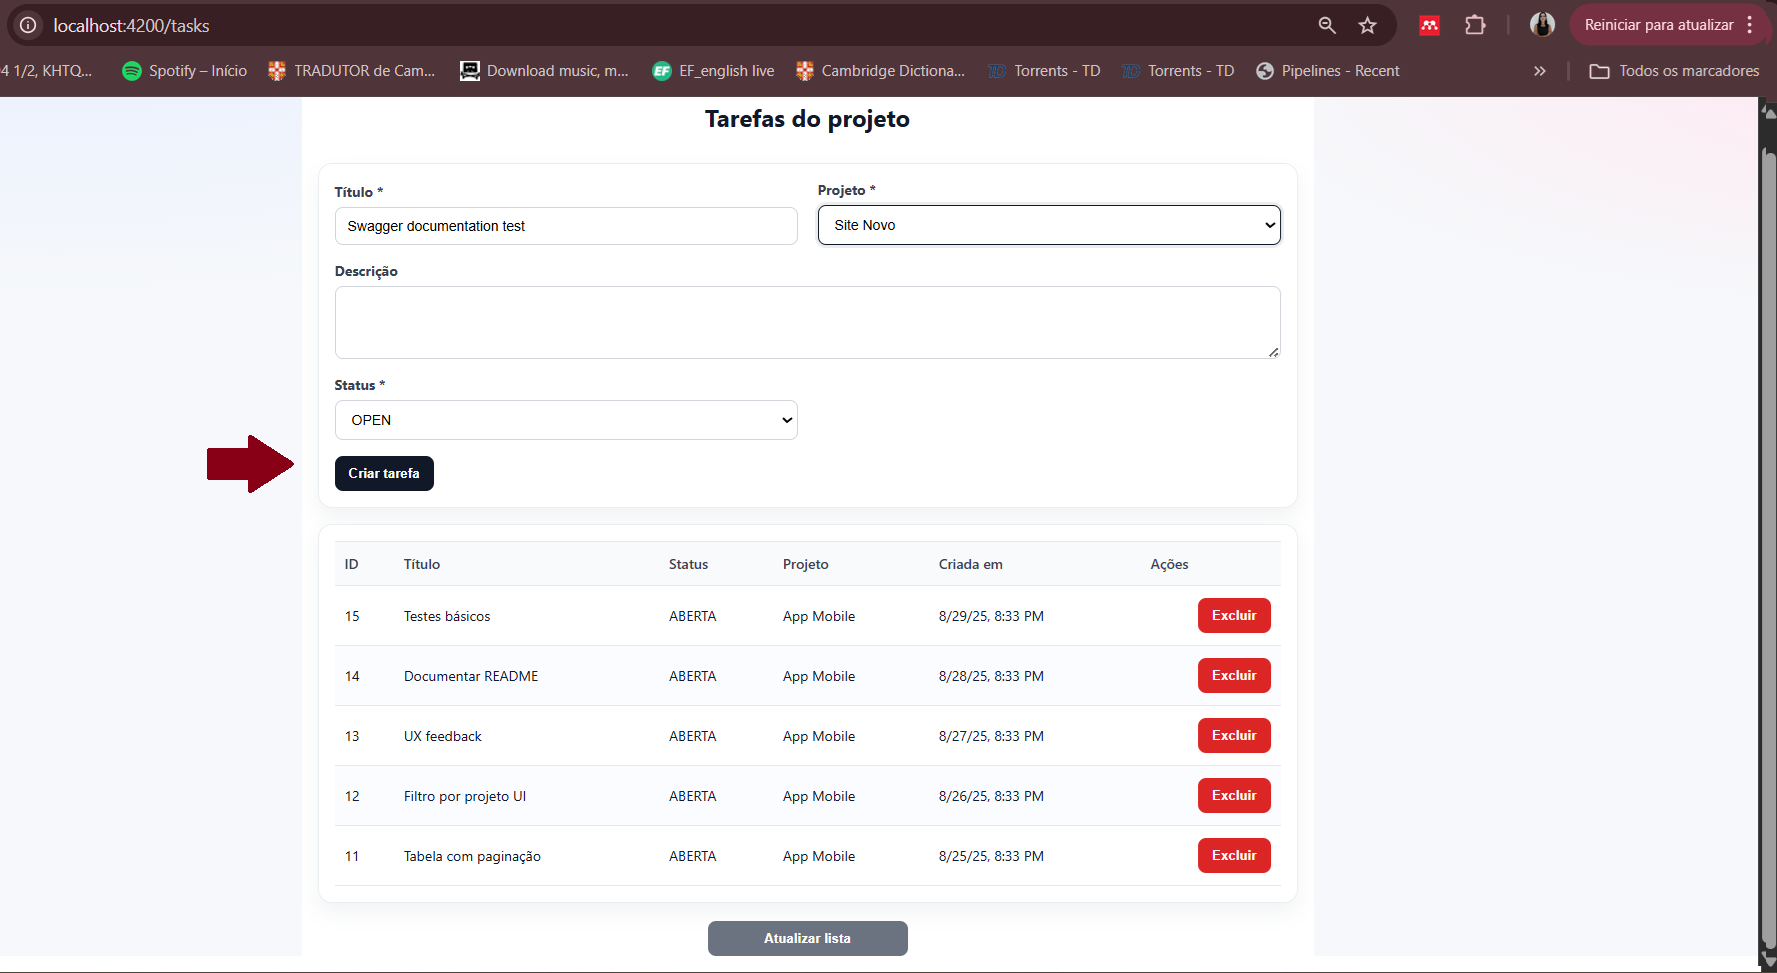 localhost:4200/tasks
Reiniciar para atualizar
04 1/2, KHTQ...
Spotify – Início
TRADUTOR de Cam...
Download music, m...
EF
EF_english live
Cambridge Dictiona...
TD
Torrents - TD
TD
Torrents - TD
Pipelines - Recent
»
Todos os marcadores
Tarefas do projeto
Título *
Projeto *
Swagger documentation test
Site Novo
Descrição
Status *
OPEN
Criar tarefa
ID Título Status Projeto Criada em Ações
15 Testes básicos ABERTA App Mobile 8/29/25, 8:33 PM Excluir
14 Documentar README ABERTA App Mobile 8/28/25, 8:33 PM Excluir
13 UX feedback ABERTA App Mobile 8/27/25, 8:33 PM Excluir
12 Filtro por projeto UI ABERTA App Mobile 8/26/25, 8:33 PM Excluir
11 Tabela com paginação ABERTA App Mobile 8/25/25, 8:33 PM Excluir
Atualizar lista